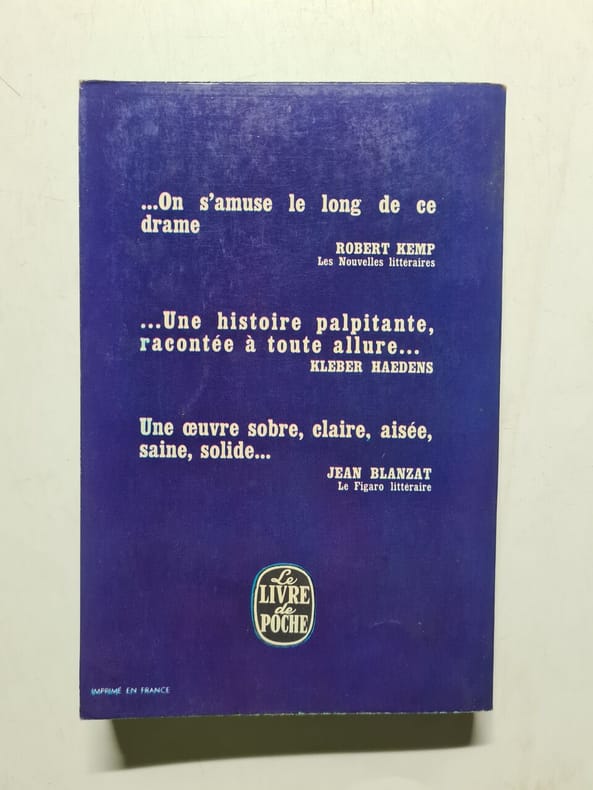 ...On s'amuse le long de ce
drame
ROBERT KEMP
Les Nouvelles litteraires
...Une histoire palpitante,
racontée à toute allure...
KLEBER HAEDENS
Une œuvre sobre, claire, aisée,
saine, solide...
JEAN BLANZAT
Le Figaro littéraire
Le
LIVRE
de
POCHE
IMPRIMÉ EN FRANCE